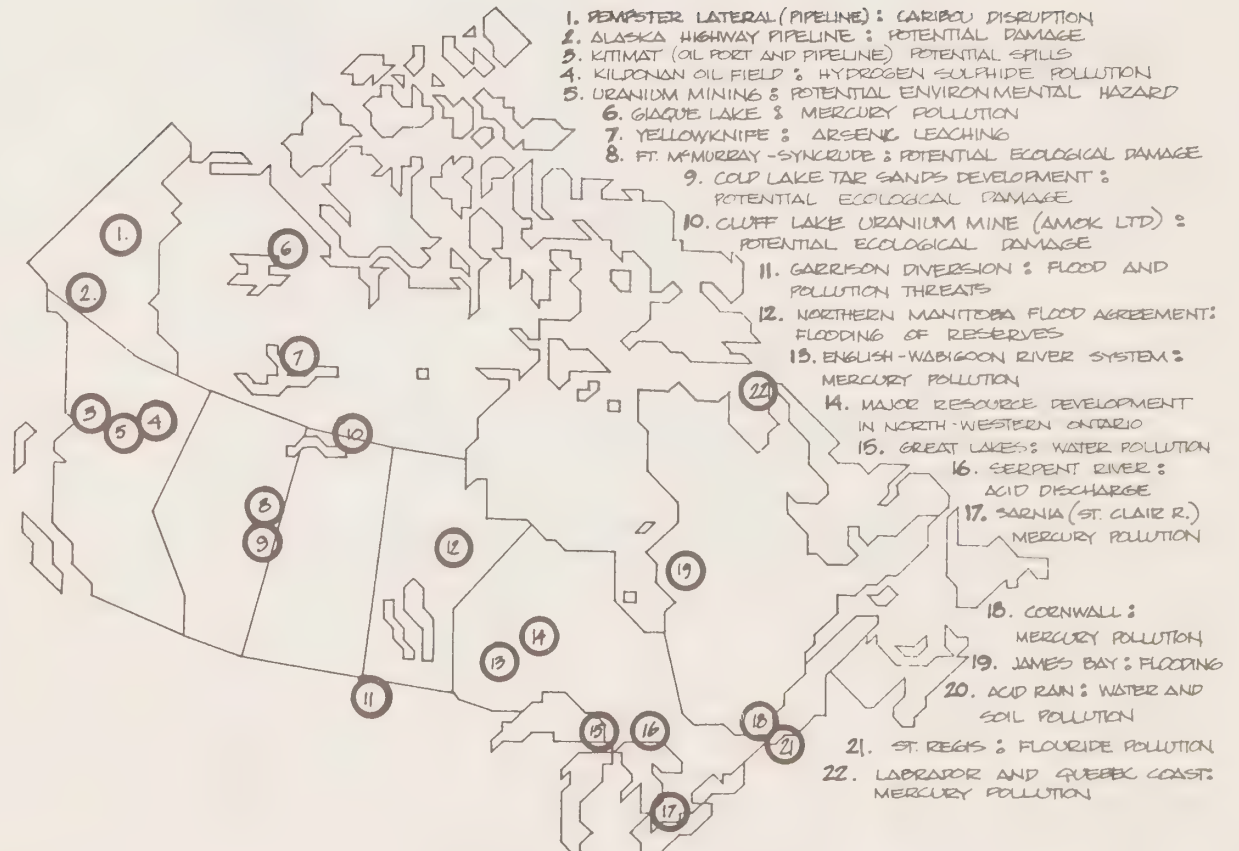 1. DEMPSTER LATERAL (PIPELINE) : CARIBOU DISRUPTION
2. ALASKA HIGHWAY PIPELINE : POTENTIAL DAMAGE
3. KITIMAT (OIL PORT AND PIPELINE) POTENTIAL SPILLS
4. KILDONAN OIL FIELD : HYDROGEN SULPHIDE POLLUTION
5. URANIUM MINING : POTENTIAL ENVIRONMENTAL HAZARD
6. GIAQUE LAKE : MERCURY POLLUTION
7. YELLOWKNIFE : ARSENIC LEACHING
8. FT. MCMURRAY - SYNCRUDE : POTENTIAL ECOLOGICAL DAMAGE
9. COLD LAKE TAR SANDS DEVELOPMENT :
POTENTIAL ECOLOGICAL DAMAGE
10. CLUFF LAKE URANIUM MINE (AMOK LTD) :
POTENTIAL ECOLOGICAL DAMAGE
11. GARRISON DIVERSION : FLOOD AND
POLLUTION THREATS
12. NORTHERN MANITOBA FLOOD AGREEMENT :
FLOODING OF RESERVES
13. ENGLISH-WABIGOON RIVER SYSTEM :
MERCURY POLLUTION
14. MAJOR RESOURCE DEVELOPMENT
IN NORTH-WESTERN ONTARIO
15. GREAT LAKES : WATER POLLUTION
16. SERPENT RIVER :
ACID DISCHARGE
17. SARNIA (ST. CLAIR R.)
MERCURY POLLUTION
18. CORNWALL :
MERCURY POLLUTION
19. JAMES BAY : FLOODING
20. ACID RAIN : WATER AND
SOIL POLLUTION
21. ST. REGIS : FLOURIDE POLLUTION
22. LABRADOR AND QUEBEC COAST :
MERCURY POLLUTION
1.
6
2.
7
22
3
5
4
10
8
9
12
19
14
13
11
15
16
18
21
17